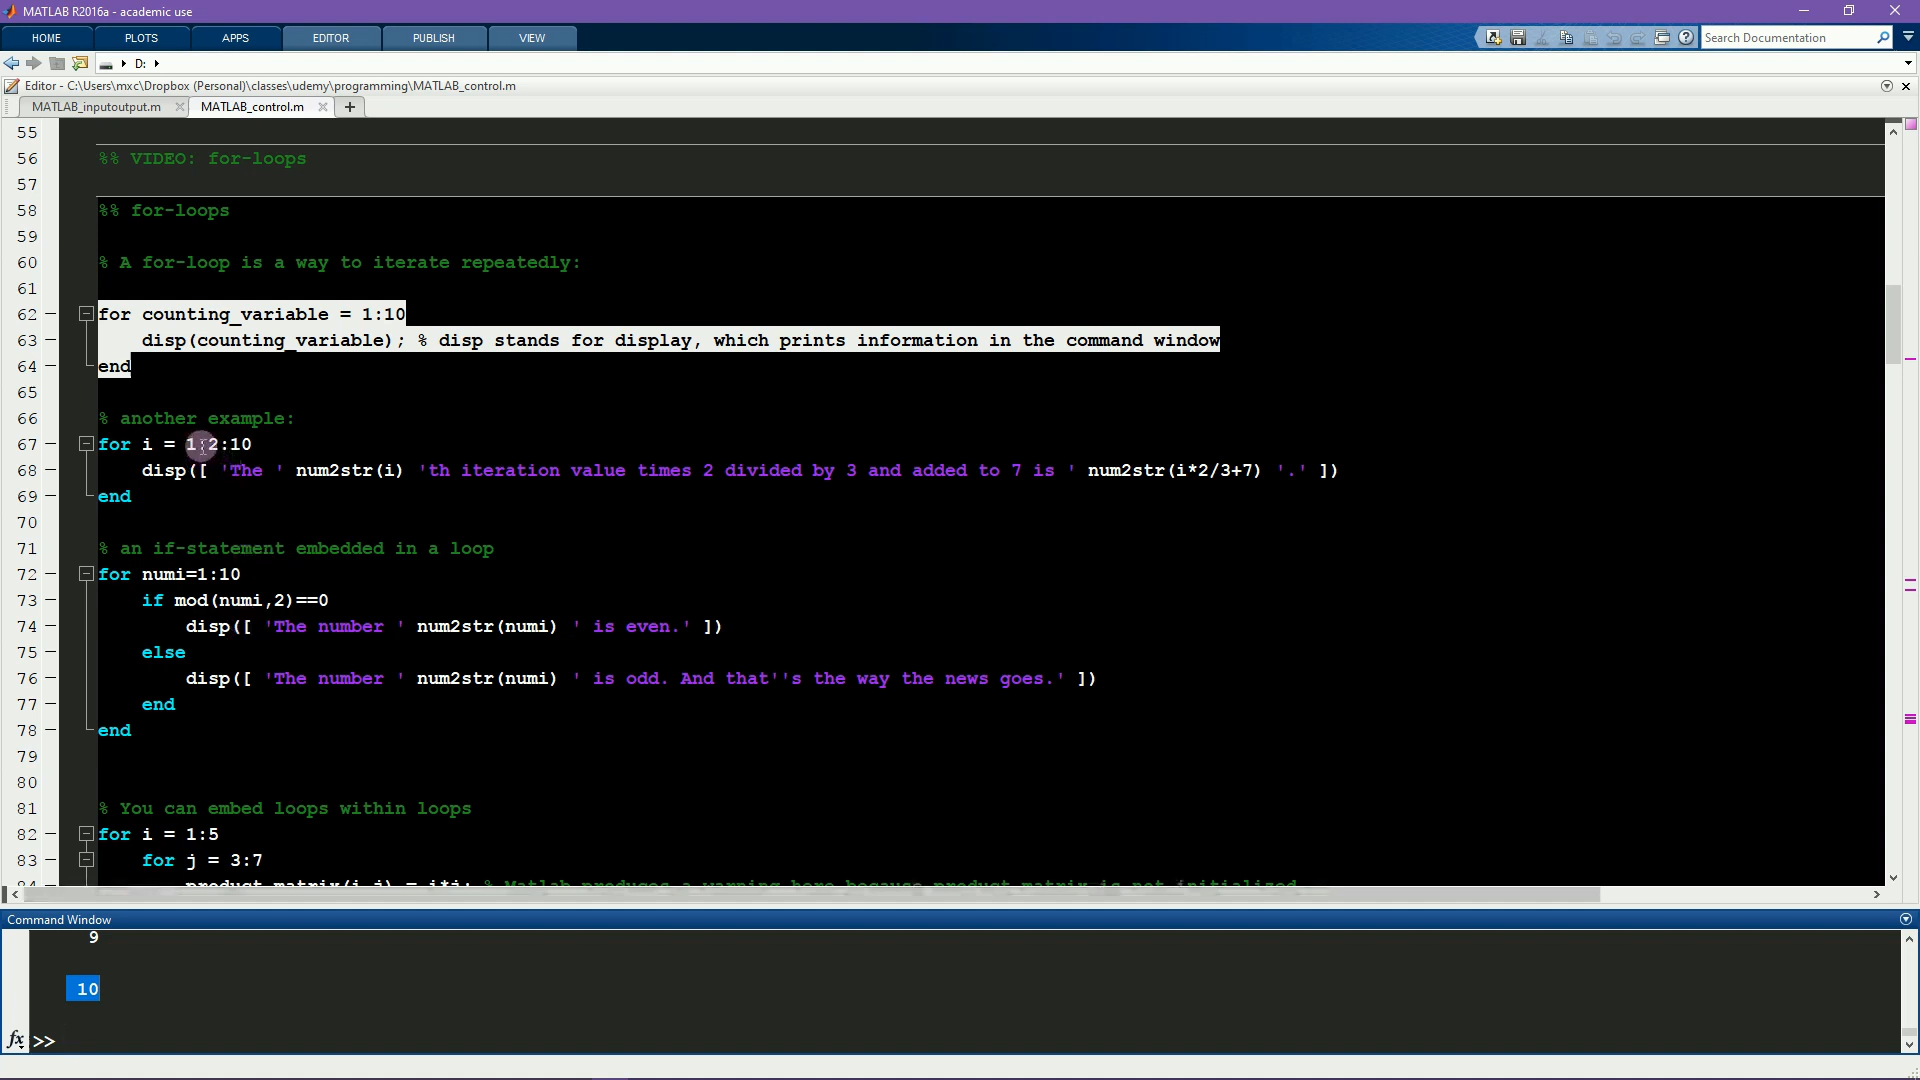 MATLAB R2016a - academic use
HOME PLOTS APPS EDITOR PUBLISH VIEW Search Documentation
D:
Editor - C:\Users\mxc\Dropbox (Personal)\classes\udemy\programming\MATLAB_control.m
MATLAB_inputoutput.m MATLAB_control.m
55
56 %% VIDEO: for-loops
57
58 %% for-loops
59
60 % A for-loop is a way to iterate repeatedly:
61
62 for counting_variable = 1:10
63 disp(counting_variable); % disp stands for display, which prints information in the command window
64 end
65
66 % another example:
67 for i = 1:2:10
68 disp([ 'The ' num2str(i) 'th iteration value times 2 divided by 3 and added to 7 is ' num2str(i*2/3+7) '.' ])
69 end
70
71 % an if-statement embedded in a loop
72 for numi=1:10
73 if mod(numi,2)==0
74 disp([ 'The number ' num2str(numi) ' is even.' ])
75 else
76 disp([ 'The number ' num2str(numi) ' is odd. And that''s the way the news goes.' ])
77 end
78 end
79
80
81 % You can embed loops within loops
82 for i = 1:5
83 for j = 3:7
84 product_matrix(i,j) = i*j; % Matlab produces a warning here because product_matrix is not initialized
Command Window
9
10
fx >>